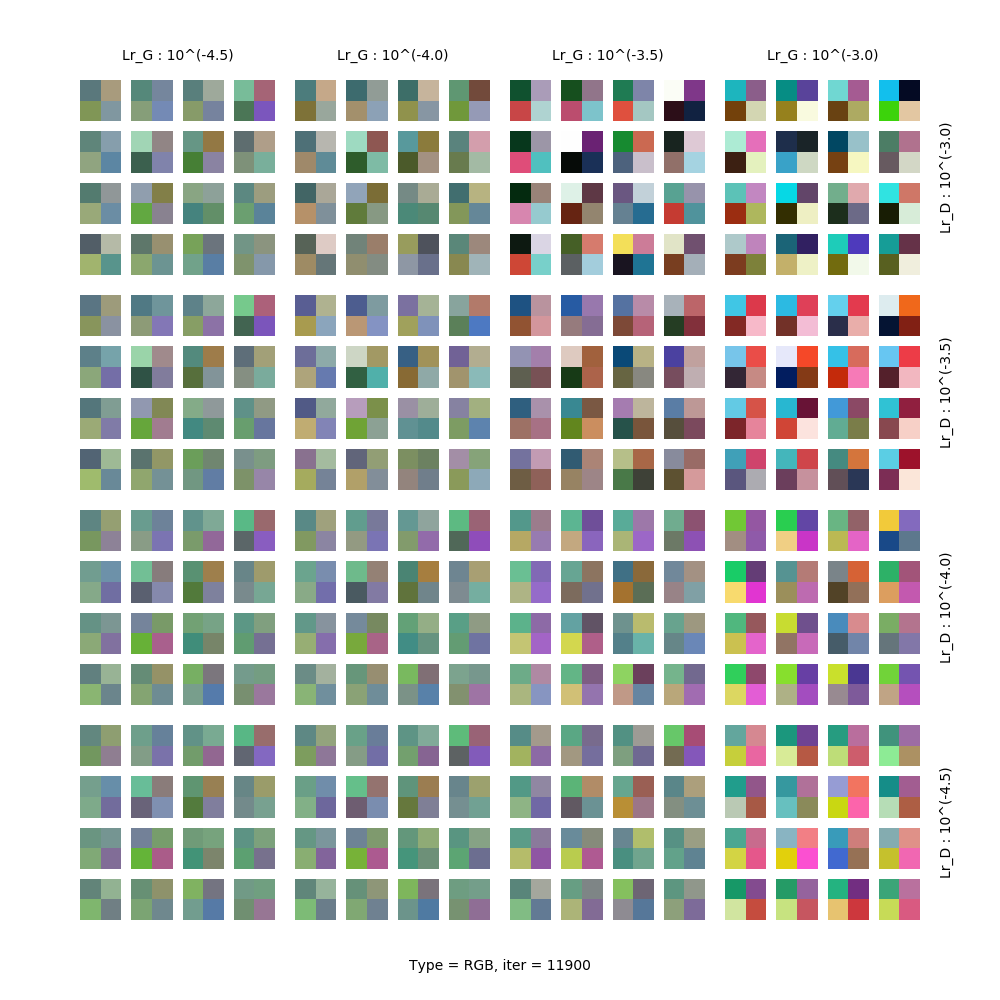 Lr_G : 10^(-4.5)
Lr_G : 10^(-4.0)
Lr_G : 10^(-3.5)
Lr_G : 10^(-3.0)
Lr_D : 10^(-3.0)
Lr_D : 10^(-3.5)
Lr_D : 10^(-4.0)
Lr_D : 10^(-4.5)
Type = RGB, iter = 11900